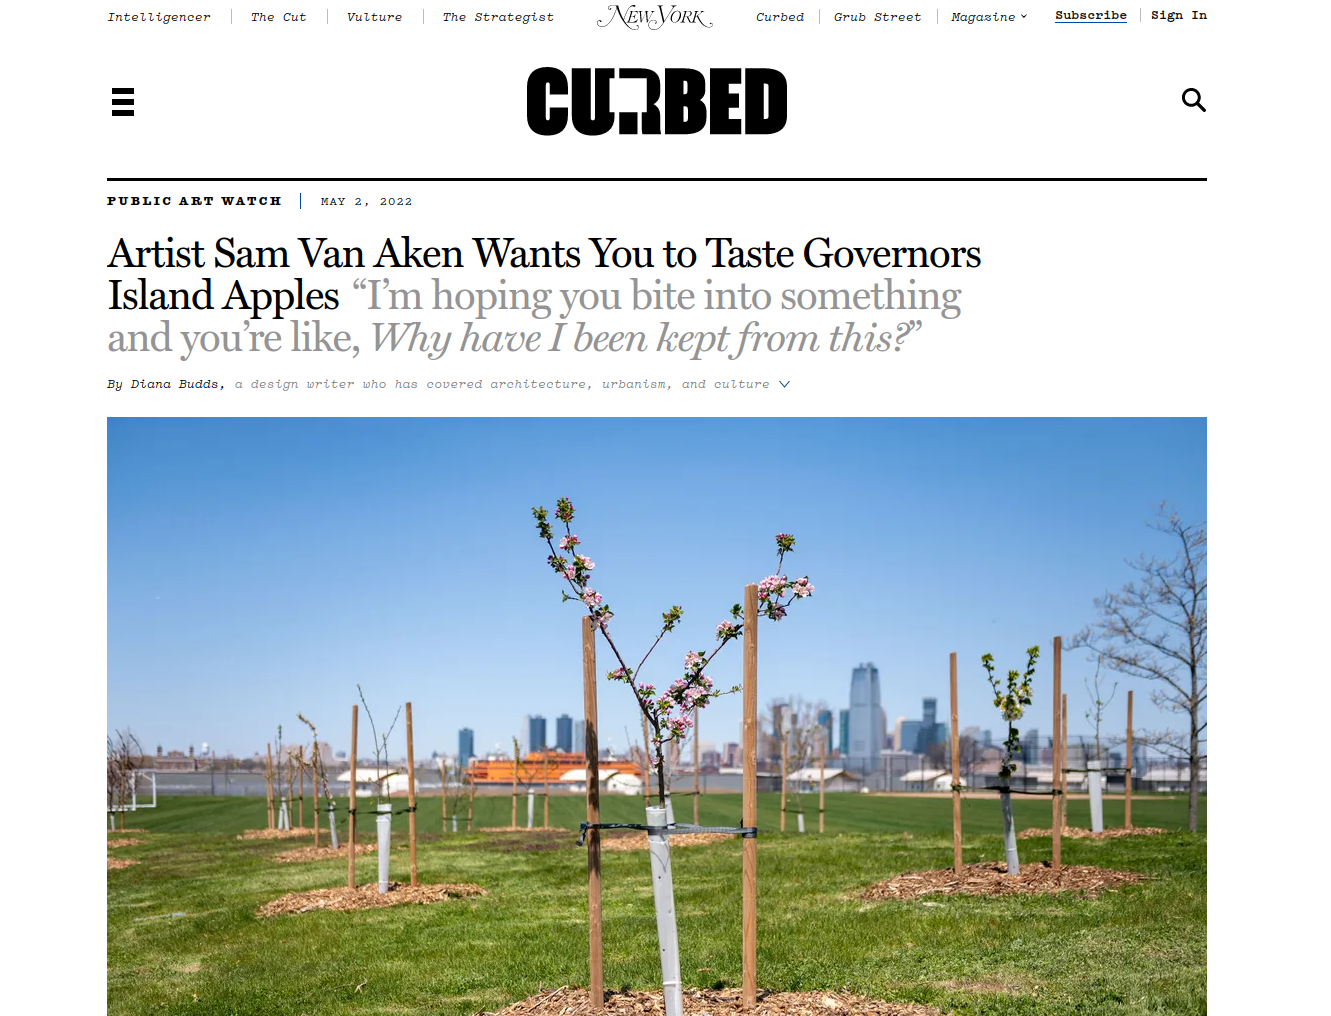 Intelligencer
The Cut
Vulture
The Strategist
NEW YORK
Curbed
Grub Street
Magazine
Subscribe
Sign In
CURBED
PUBLIC ART WATCH
MAY 2, 2022
Artist Sam Van Aken Wants You to Taste Governors
Island Apples “I’m hoping you bite into something
and you’re like, Why have I been kept from this?”
By Diana Budds, a design writer who has covered architecture, urbanism, and culture